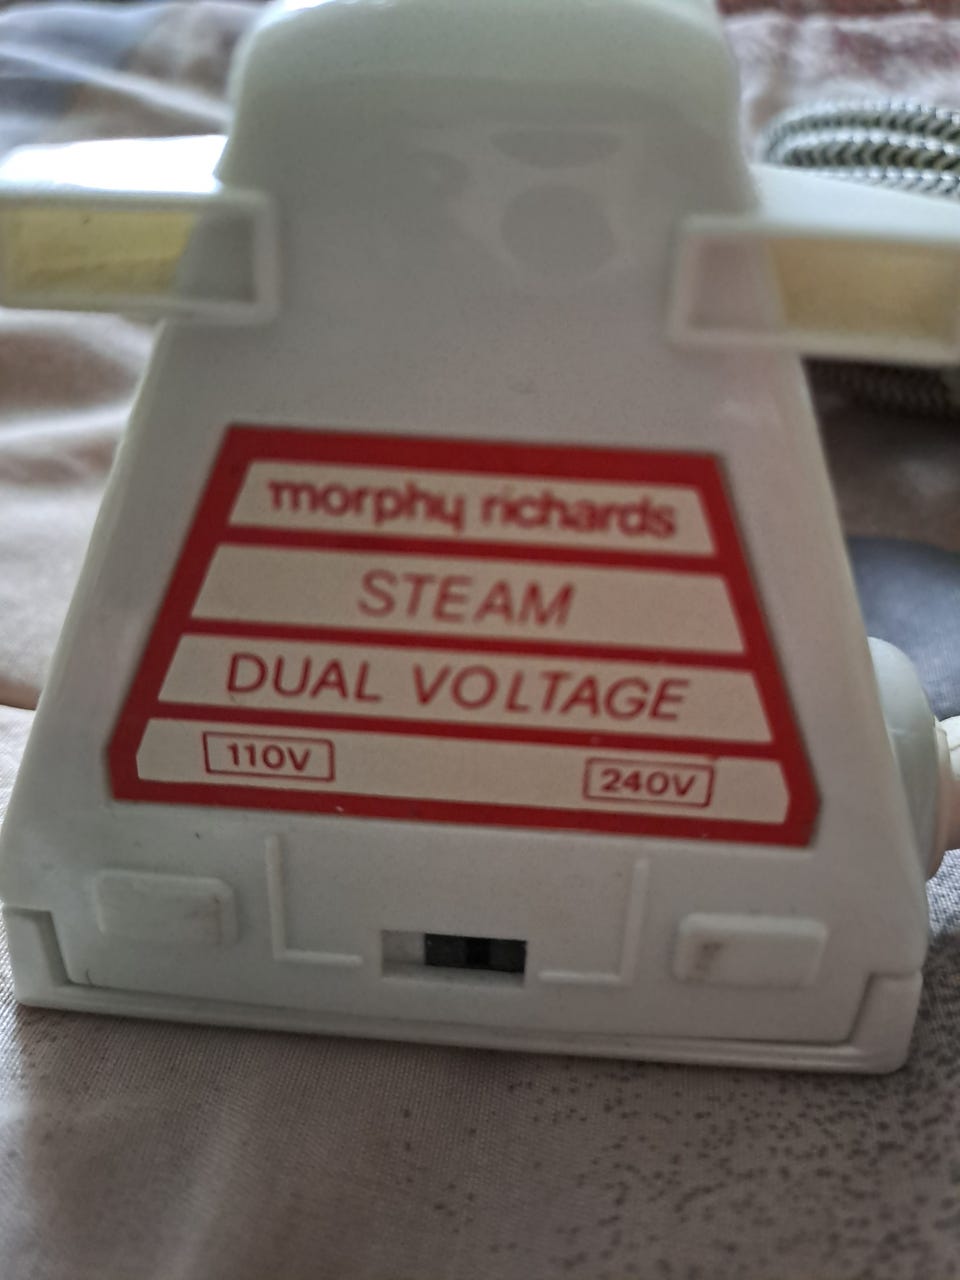 morphy richards
STEAM
DUAL VOLTAGE
110V 240V